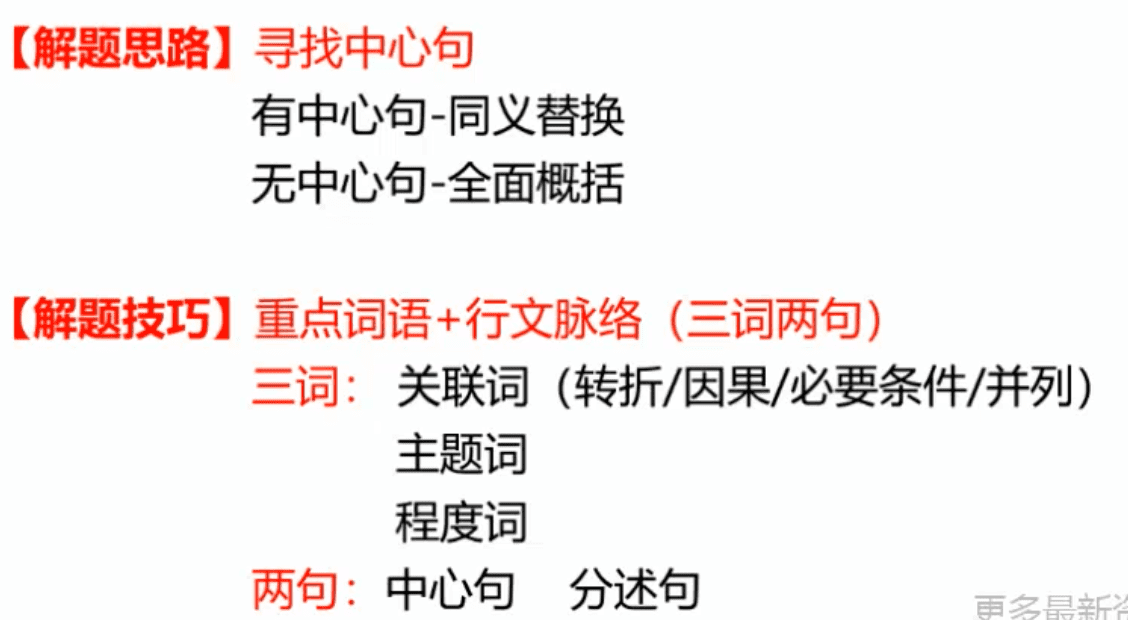 【解题思路】寻找中心句
有中心句-同义替换
无中心句-全面概括
【解题技巧】重点词语+行文脉络（三词两句）
三词： 关联词（转折/因果/必要条件/并列）
主题词
程度词
两句：中心句 分述句
更多最新资